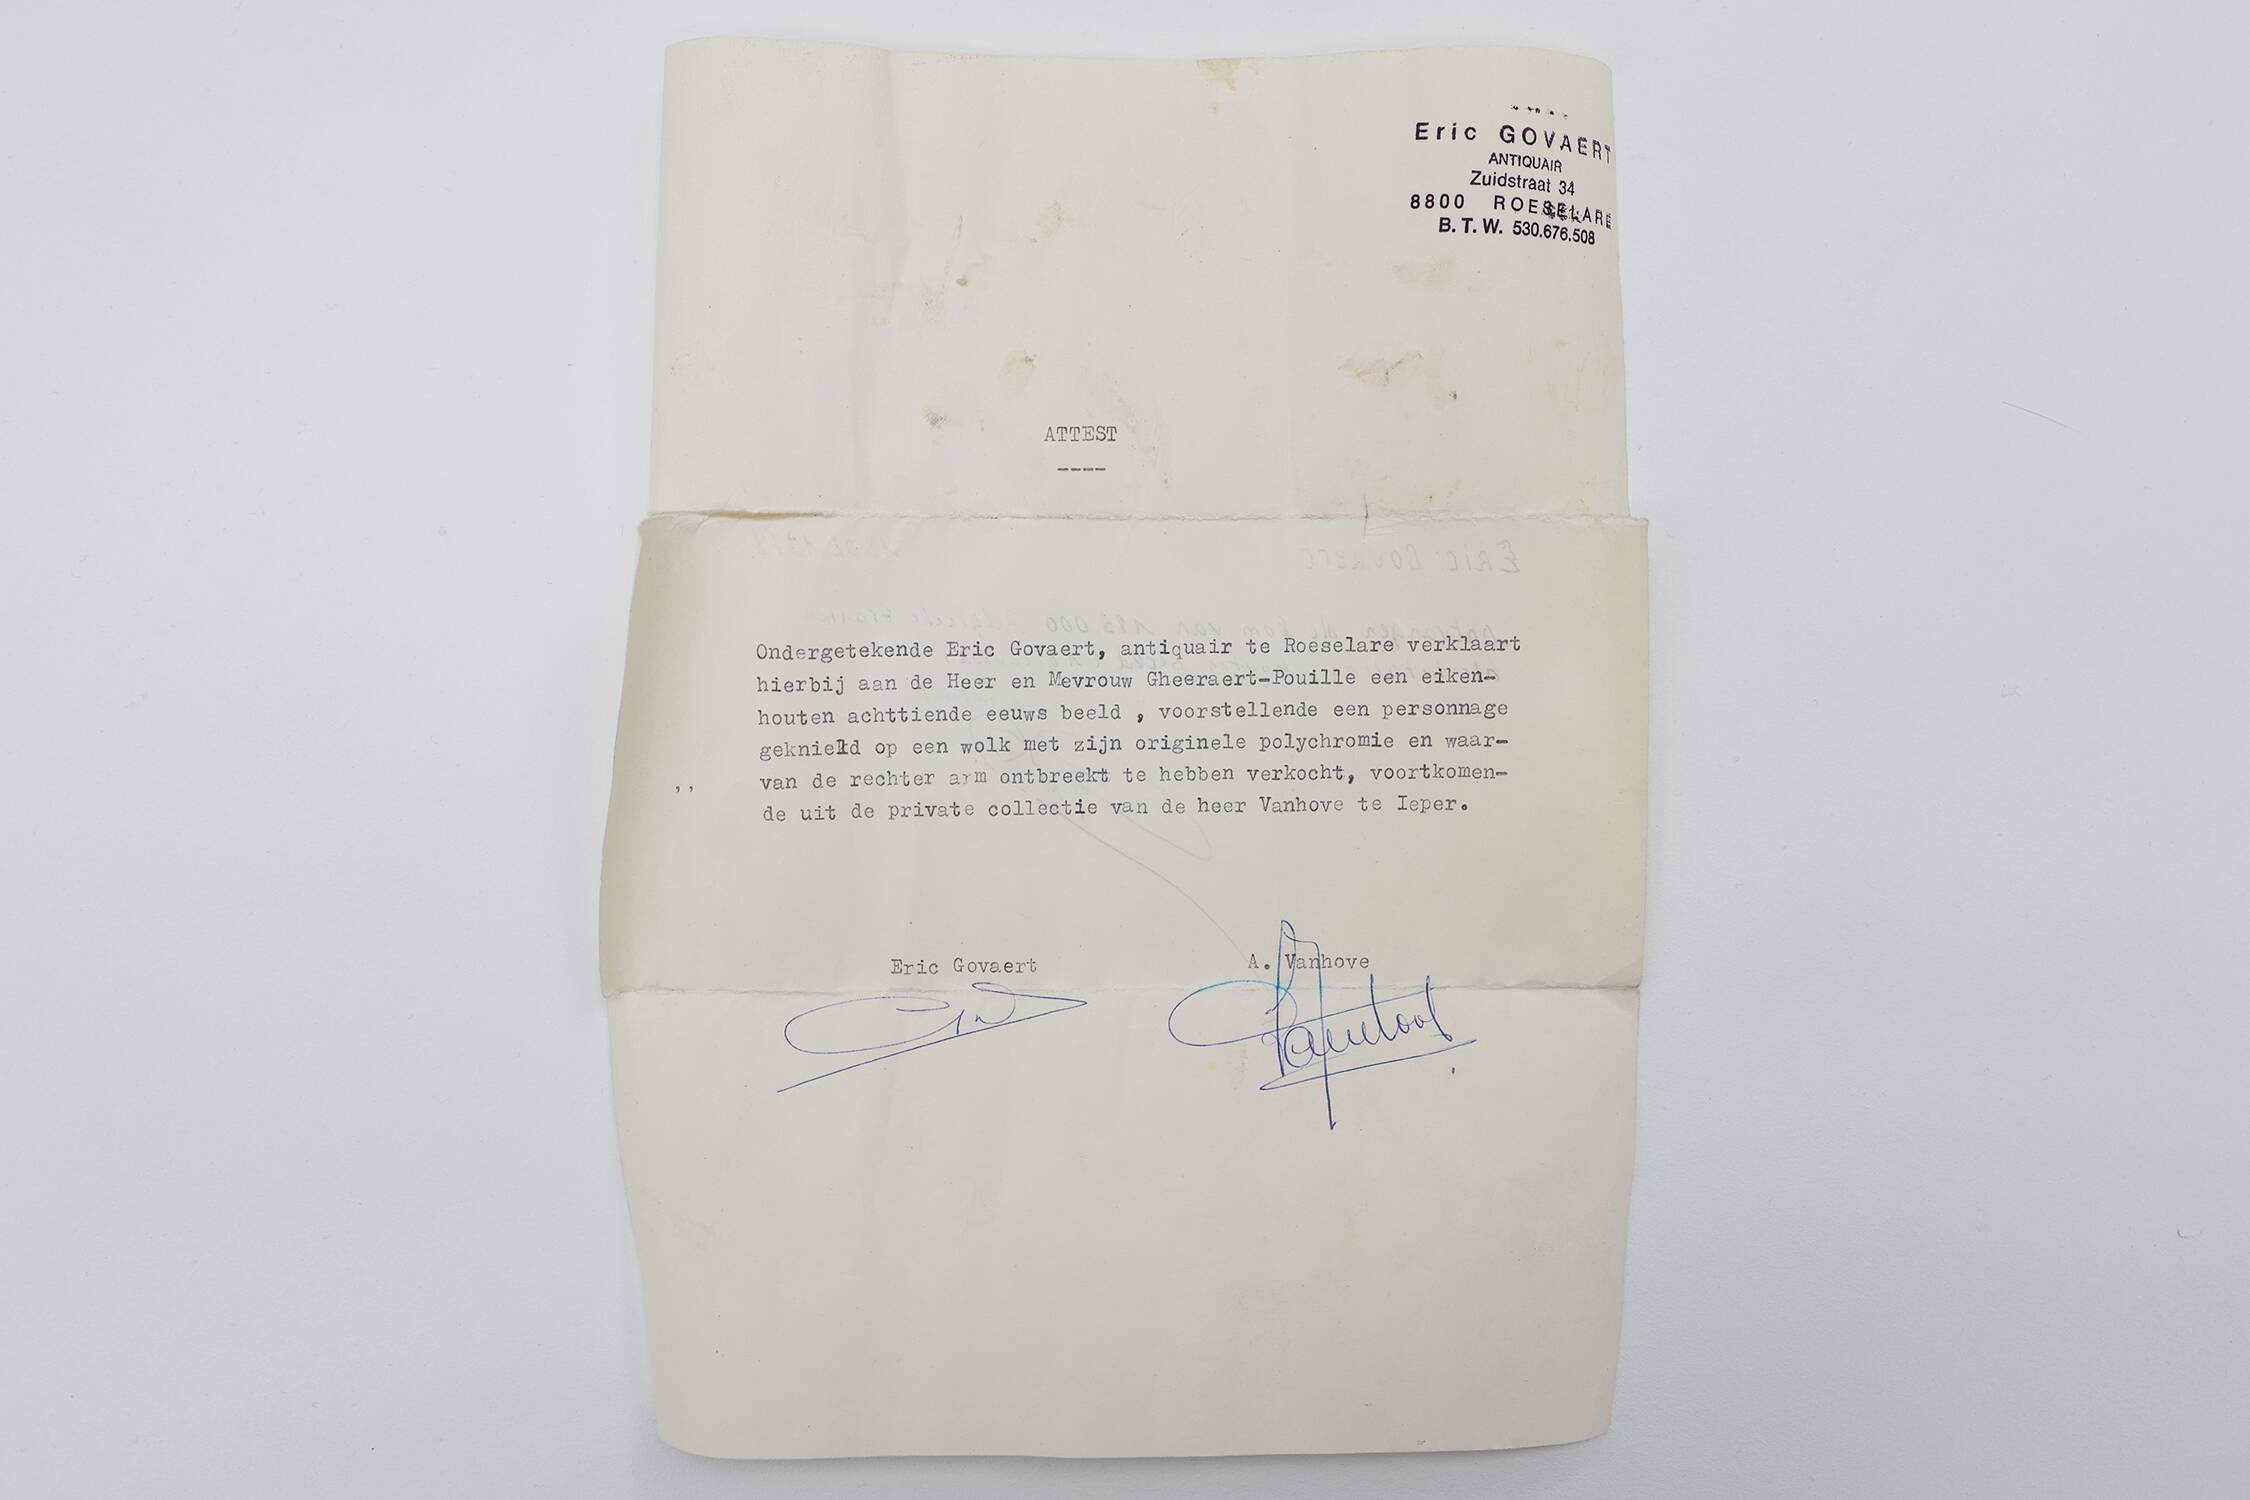 Eric GOVAERT
ANTIQUAIR
Zuidstraat 34
8800 ROESELARE
B.T.W. 530.676.508
ATTEST
----
Ondergetekende Eric Govaert, antiquair te Roeselare verklaart
hierbij aan de Heer en Mevrouw Gheeraert-Pouille een eiken-
houten achttiende eeuws beeld , voorstellende een personnage
geknield op een wolk met zijn originele polychromie en waar-
,, van de rechter arm ontbreekt te hebben verkocht, voortkomen-
de uit de private collectie van de heer Vanhove te Ieper.
Eric Govaert A. Vanhove